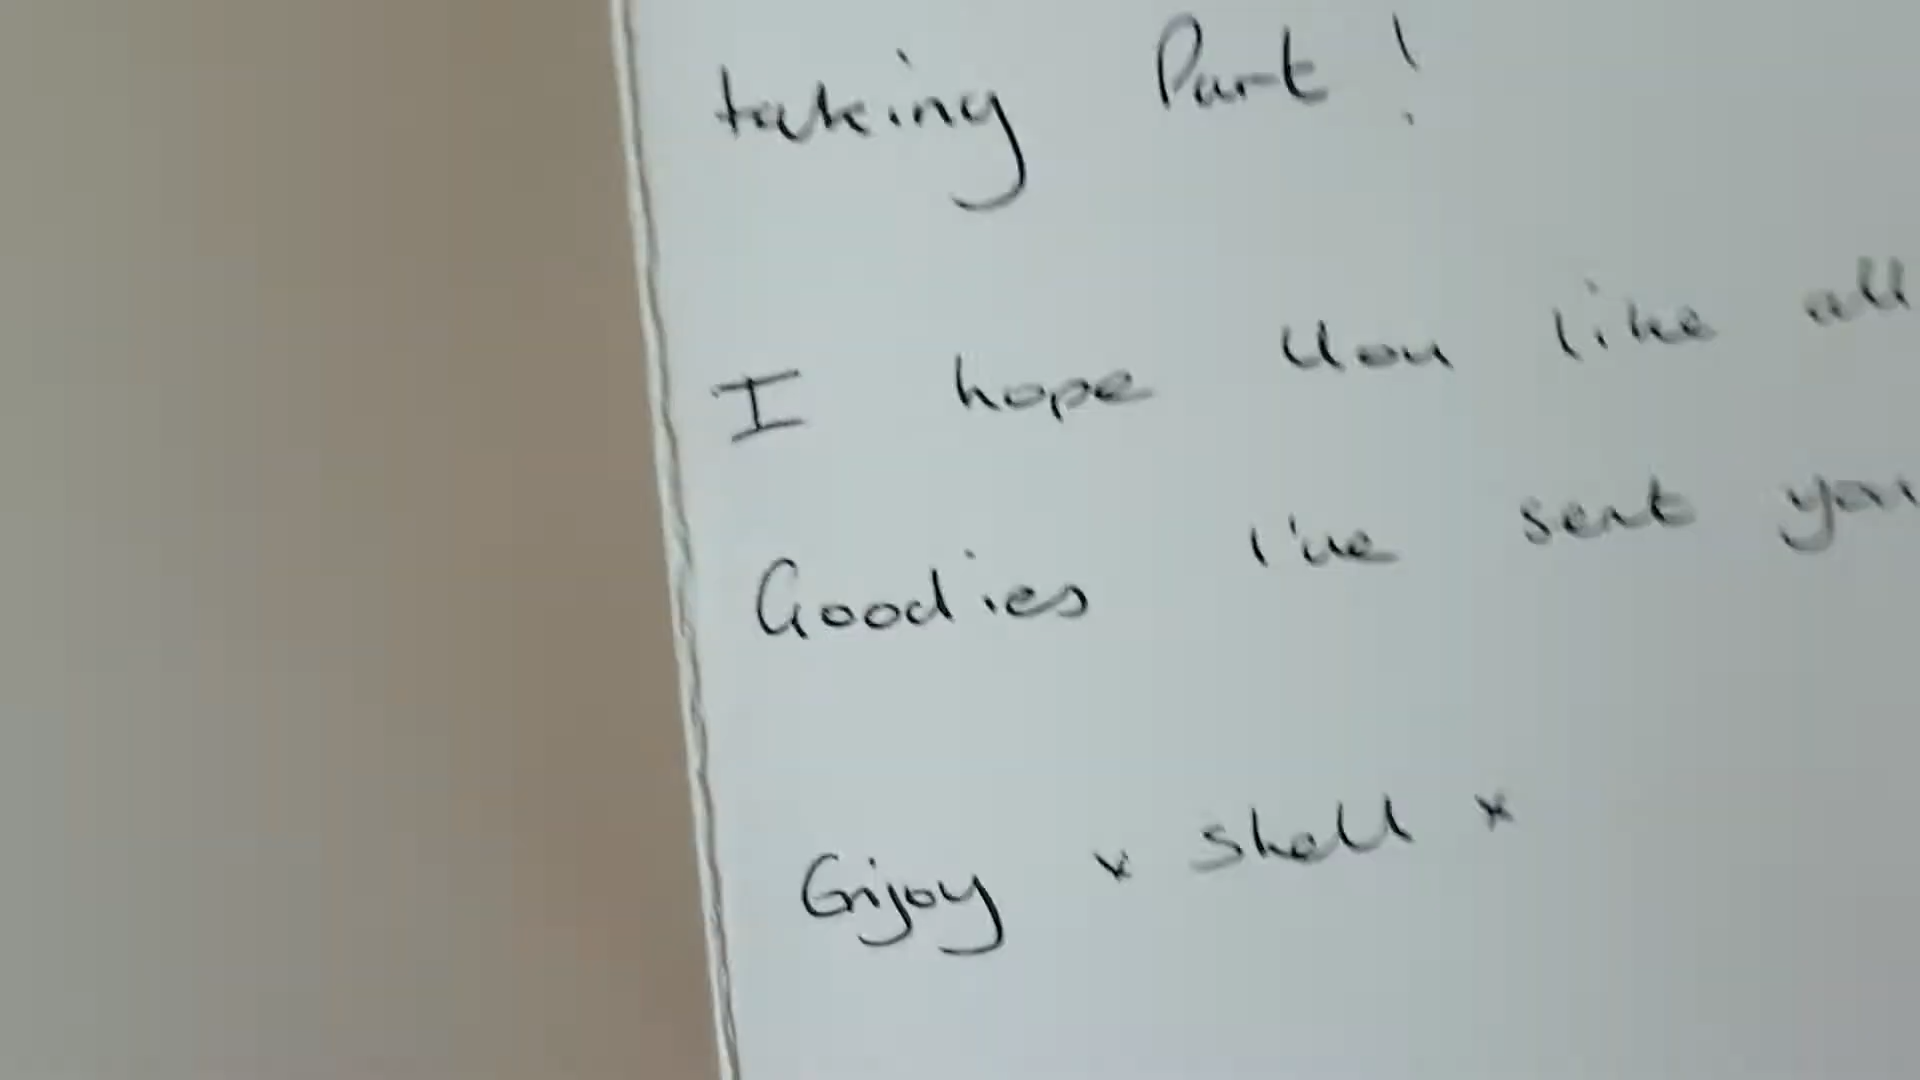 taking Part !
I hope you like all
Goodies I've sent you
Enjoy x Shell x